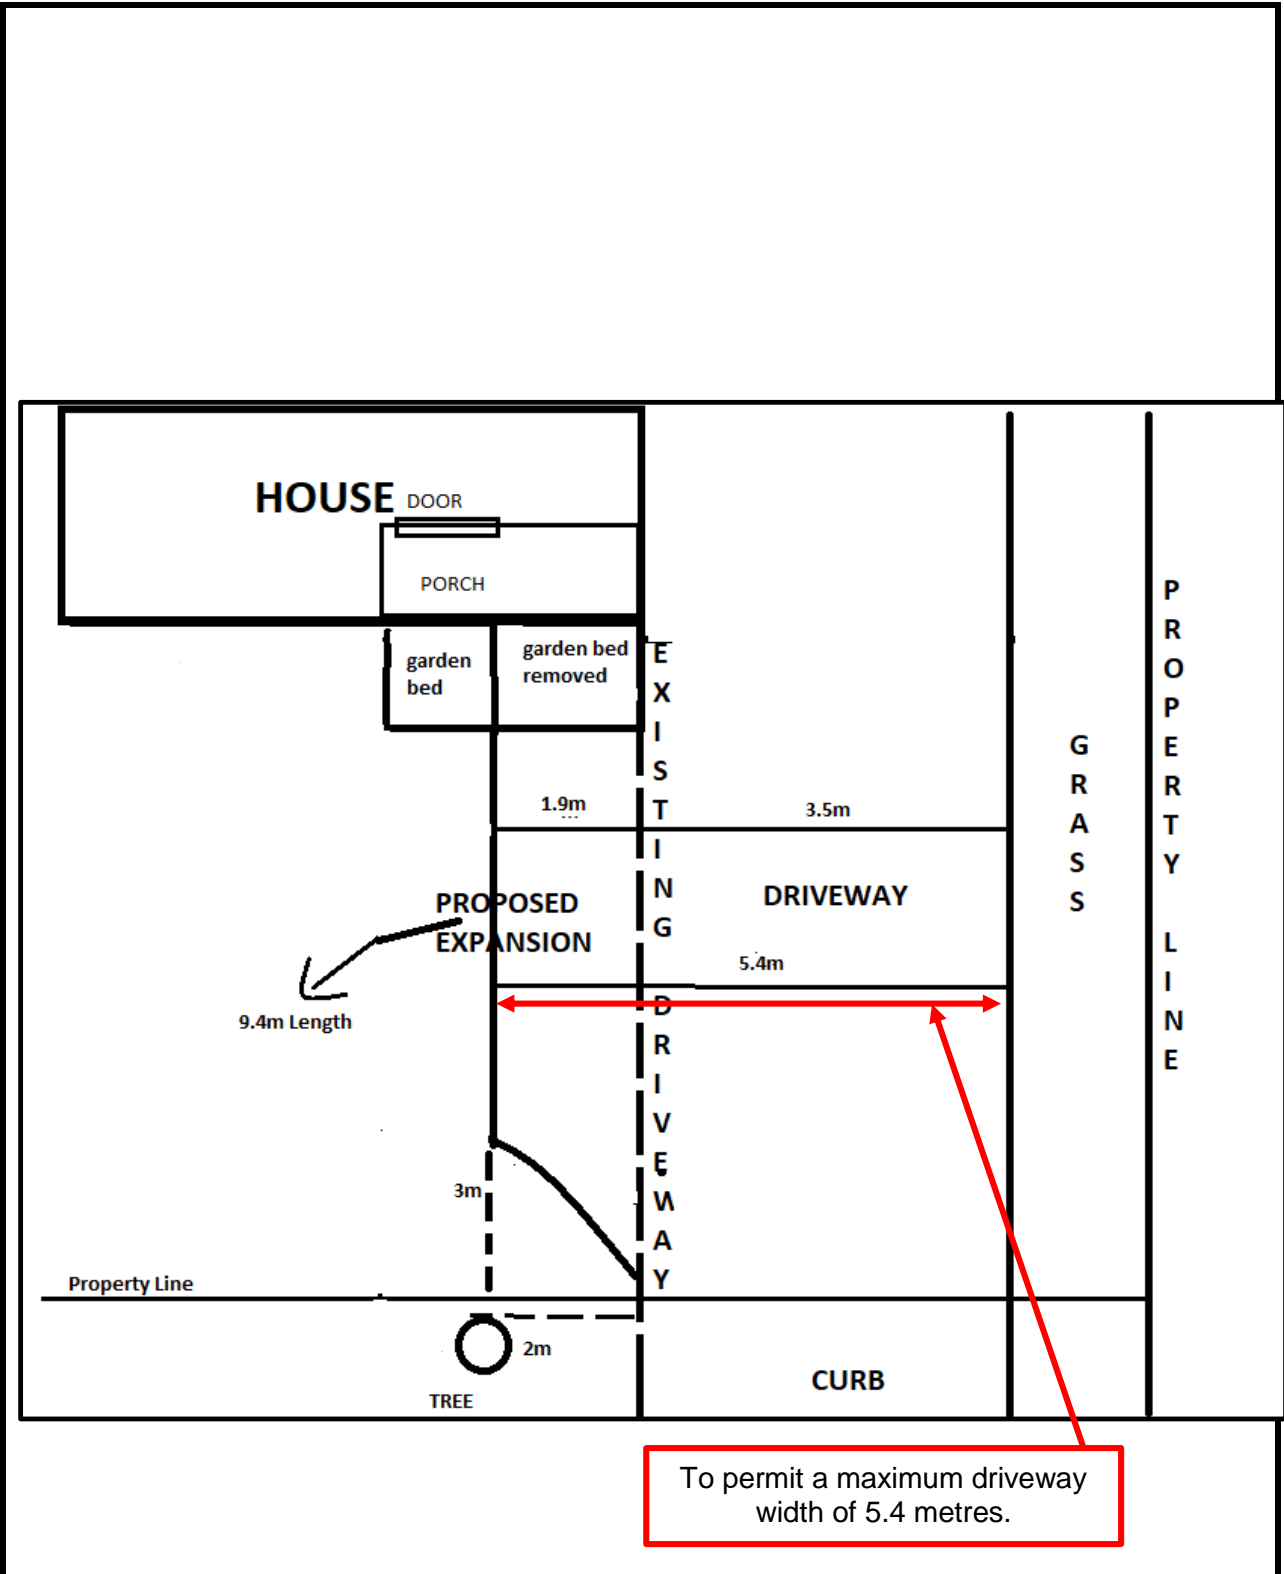 HOUSE
DOOR
PORCH
garden
bed
garden bed
removed
EXISTING DRIVEWAY
GRASS
PROPERTY LINE
1.9m
3.5m
PROPOSED
EXPANSION
DRIVEWAY
5.4m
9.4m Length
3m
Property Line
2m
TREE
CURB
To permit a maximum driveway
width of 5.4 metres.